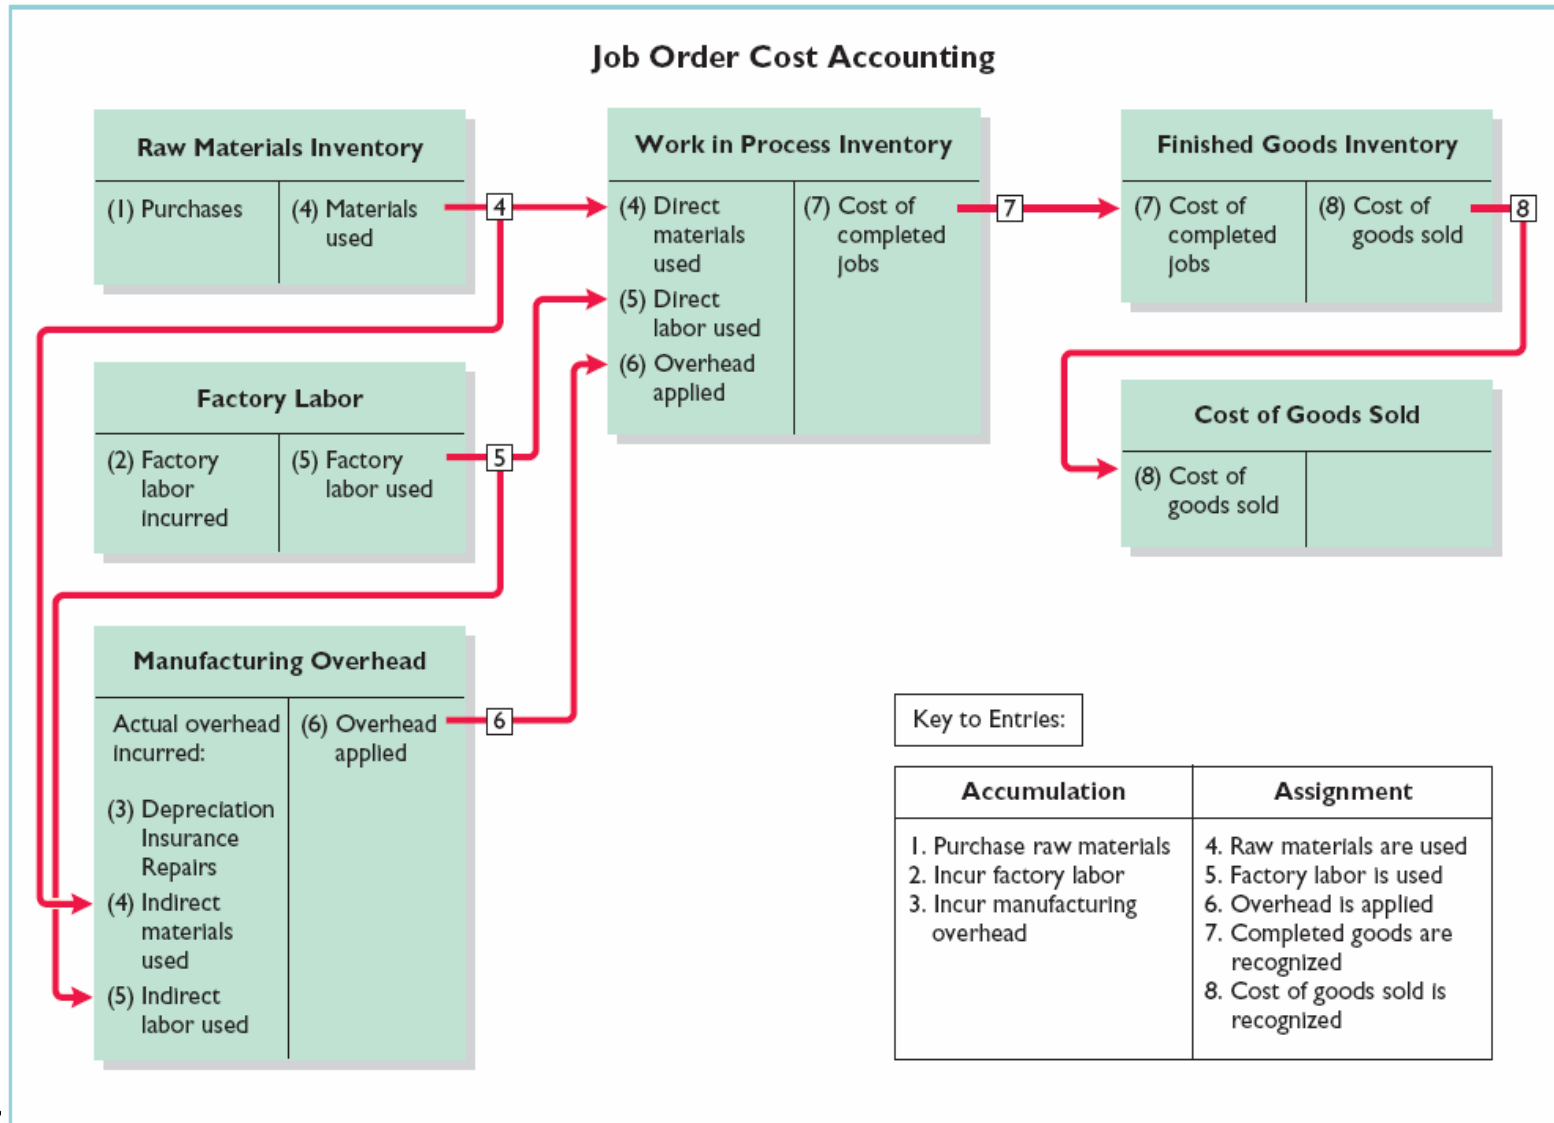 Job Order Cost Accounting
Raw Materials Inventory
(1) Purchases
(4) Materials
used
4
Work in Process Inventory
(4) Direct
materials
used
(5) Direct
labor used
(6) Overhead
applied
(7) Cost of
completed
jobs
7
Finished Goods Inventory
(7) Cost of
completed
jobs
(8) Cost of
goods sold
8
Factory Labor
(2) Factory
labor
incurred
(5) Factory
labor used
5
Cost of Goods Sold
(8) Cost of
goods sold
Manufacturing Overhead
Actual overhead
incurred:
(3) Depreciation
Insurance
Repairs
(4) Indirect
materials
used
(5) Indirect
labor used
(6) Overhead
applied
6
Key to Entries:
Accumulation
1. Purchase raw materials
2. Incur factory labor
3. Incur manufacturing
overhead
Assignment
4. Raw materials are used
5. Factory labor is used
6. Overhead is applied
7. Completed goods are
recognized
8. Cost of goods sold is
recognized